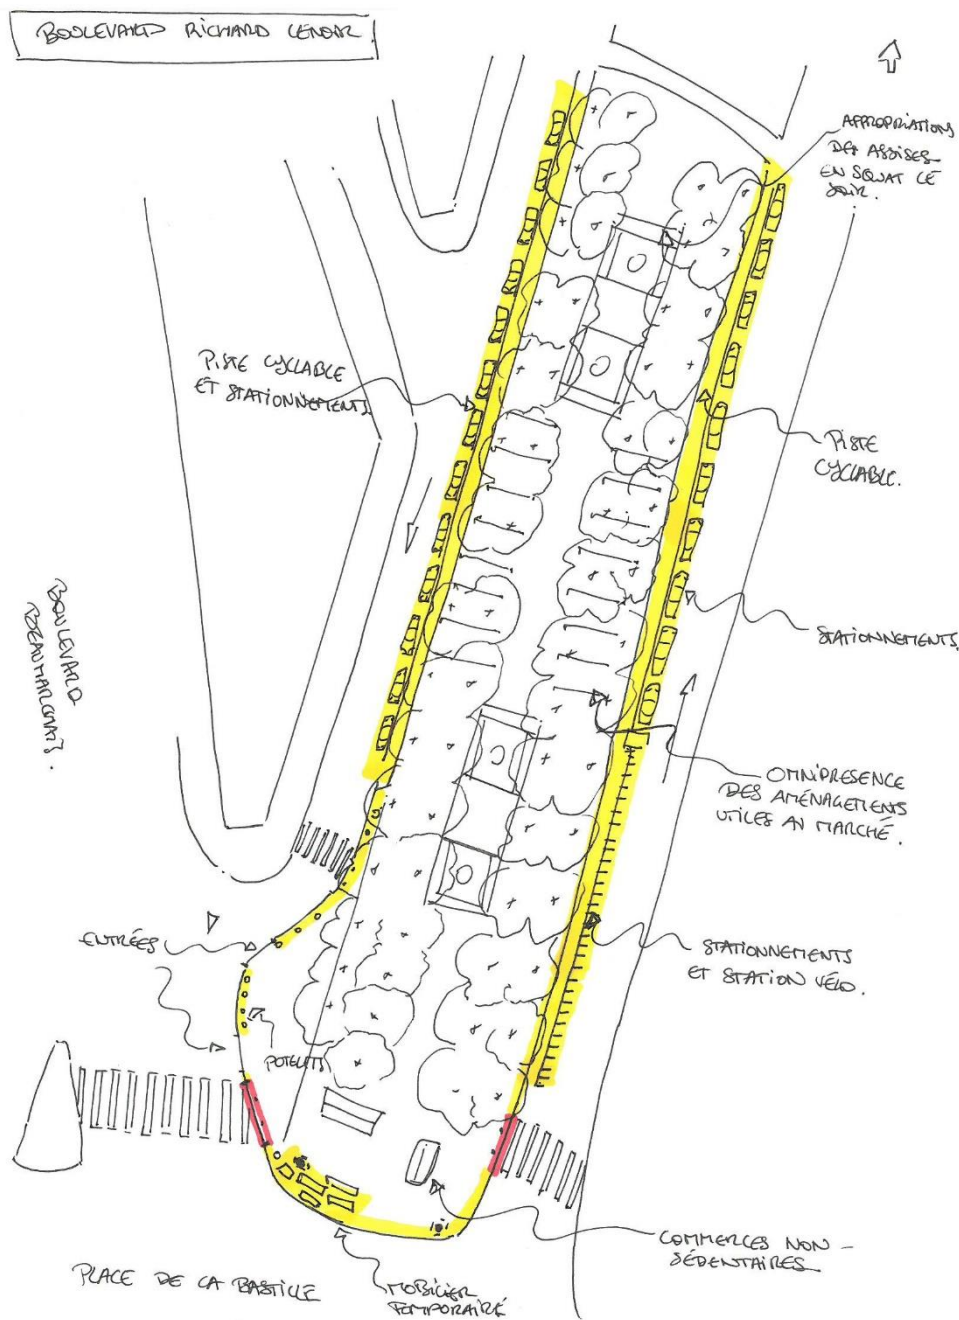 BOULEVARD RICHARD LENOIR
APPROPRIATIONS
DES ASSISES
EN SQUAT LE
SOIR.
PISTE CYCLABLE
ET STATIONNEMENTS.
PISTE
CYCLABLE.
BOULEVARD
BEAUMARCHAIS.
STATIONNEMENTS.
OMNIPRESENCE
DES AMÉNAGEMENTS
UTILES AU MARCHÉ.
ENTRÉES
STATIONNEMENTS
ET STATION VÉLO.
POTELETS
COMMERCES NON-
SÉDENTAIRES
PLACE DE LA BASTILLE
MOBILIER
TEMPORAIRE